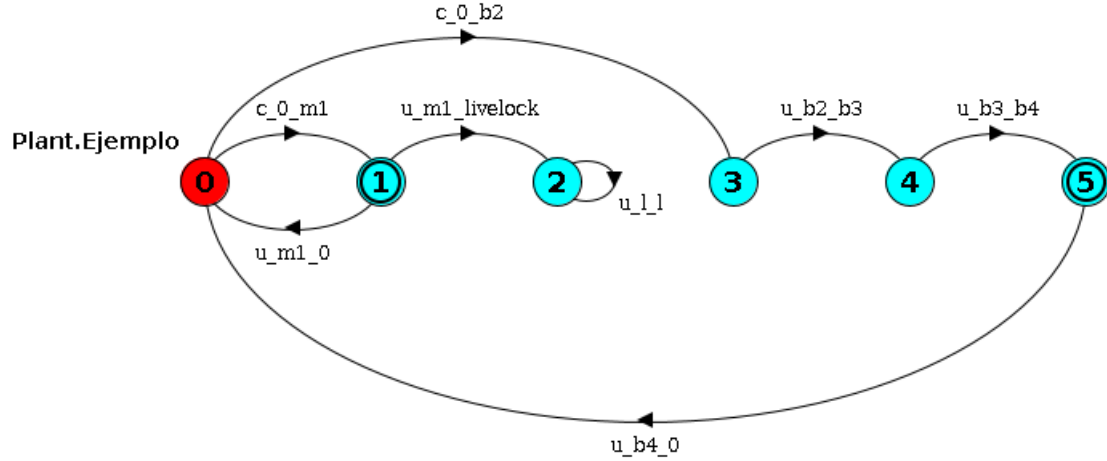 c_0_b2
c_0_m1
u_m1_livelock
u_b2_b3
u_b3_b4
Plant.Ejemplo
0
1
2
3
4
5
u_l_l
u_m1_0
u_b4_0